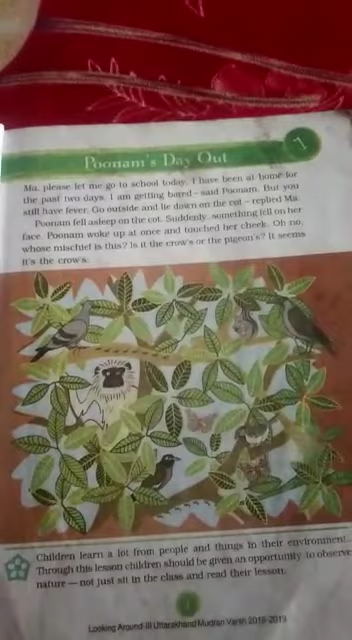 1
Poonam's Day Out
Ma, please let me go to school today. I have been at home for
the past two days. I am getting bored – said Poonam. But you
still have fever. Go outside and lie down on the cot – replied Ma.
Poonam fell asleep on the cot. Suddenly, something fell on her
face. Poonam woke up at once and touched her cheek. Oh no,
whose mischief is this? Is it the crow's or the pigeon's? It seems
it's the crow's.
Children learn a lot from people and things in their environment.
Through this lesson children should be given an opportunity to observe
nature — not just sit in the class and read their lesson.
1
Looking Around-III Uttarakhand Mudran Varsh 2018-2019